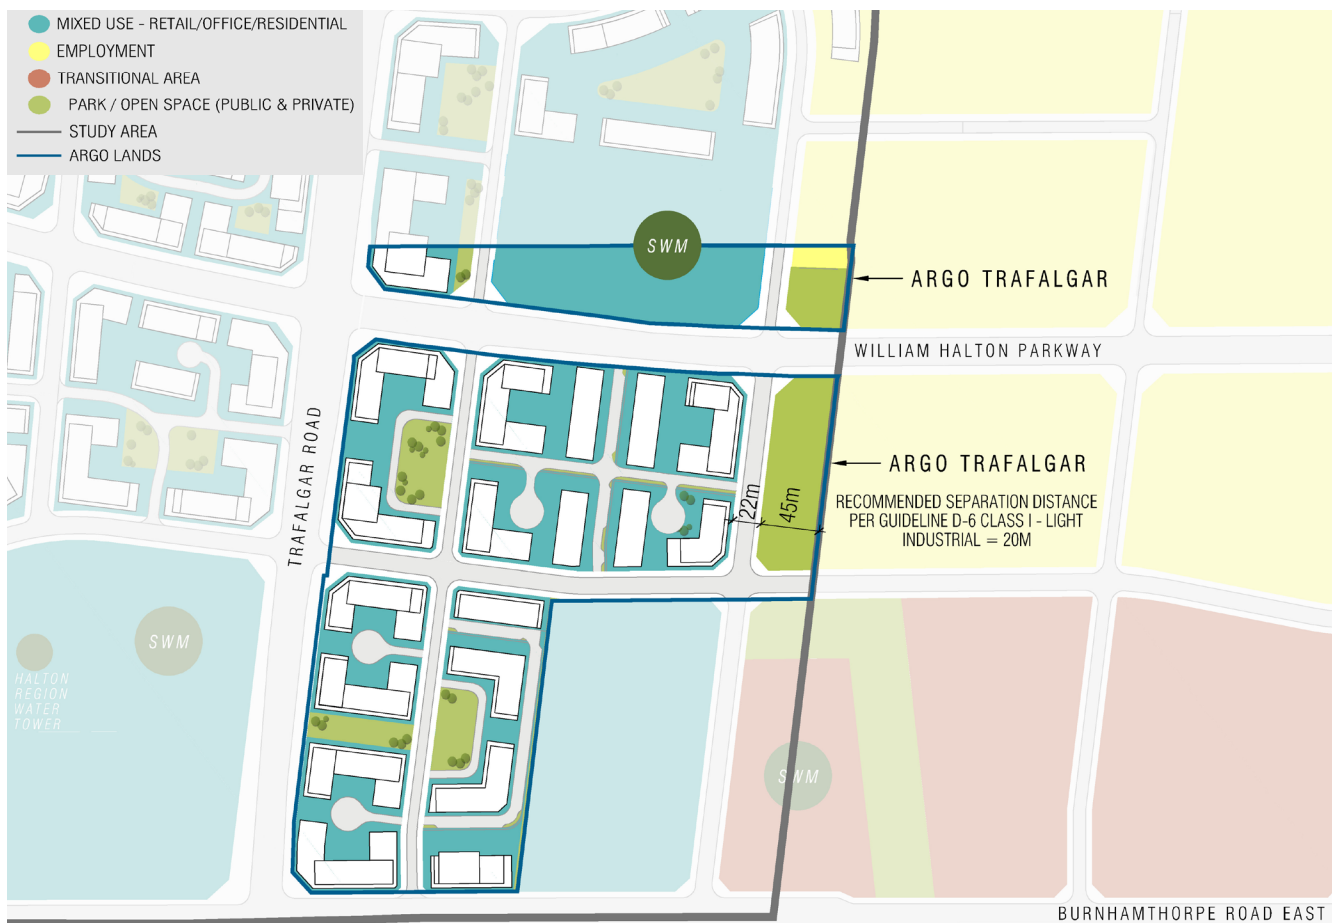 MIXED USE - RETAIL/OFFICE/RESIDENTIAL
EMPLOYMENT
TRANSITIONAL AREA
PARK / OPEN SPACE (PUBLIC & PRIVATE)
STUDY AREA
ARGO LANDS
SWM
ARGO TRAFALGAR
WILLIAM HALTON PARKWAY
TRAFALGAR ROAD
ARGO TRAFALGAR
22m
45m
RECOMMENDED SEPARATION DISTANCE
PER GUIDELINE D-6 CLASS I - LIGHT
INDUSTRIAL = 20M
SWM
HALTON
REGION
WATER
TOWER
SWM
BURNHAMTHORPE ROAD EAST